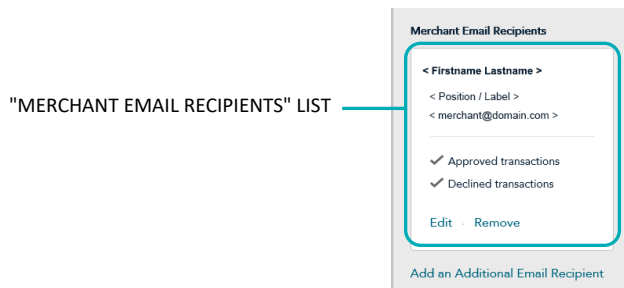 Merchant Email Recipients
< Firstname Lastname >
< Position / Label >
"MERCHANT EMAIL RECIPIENTS" LIST
< merchant@domain.com >
Approved transactions
Declined transactions
Edit · Remove
Add an Additional Email Recipient